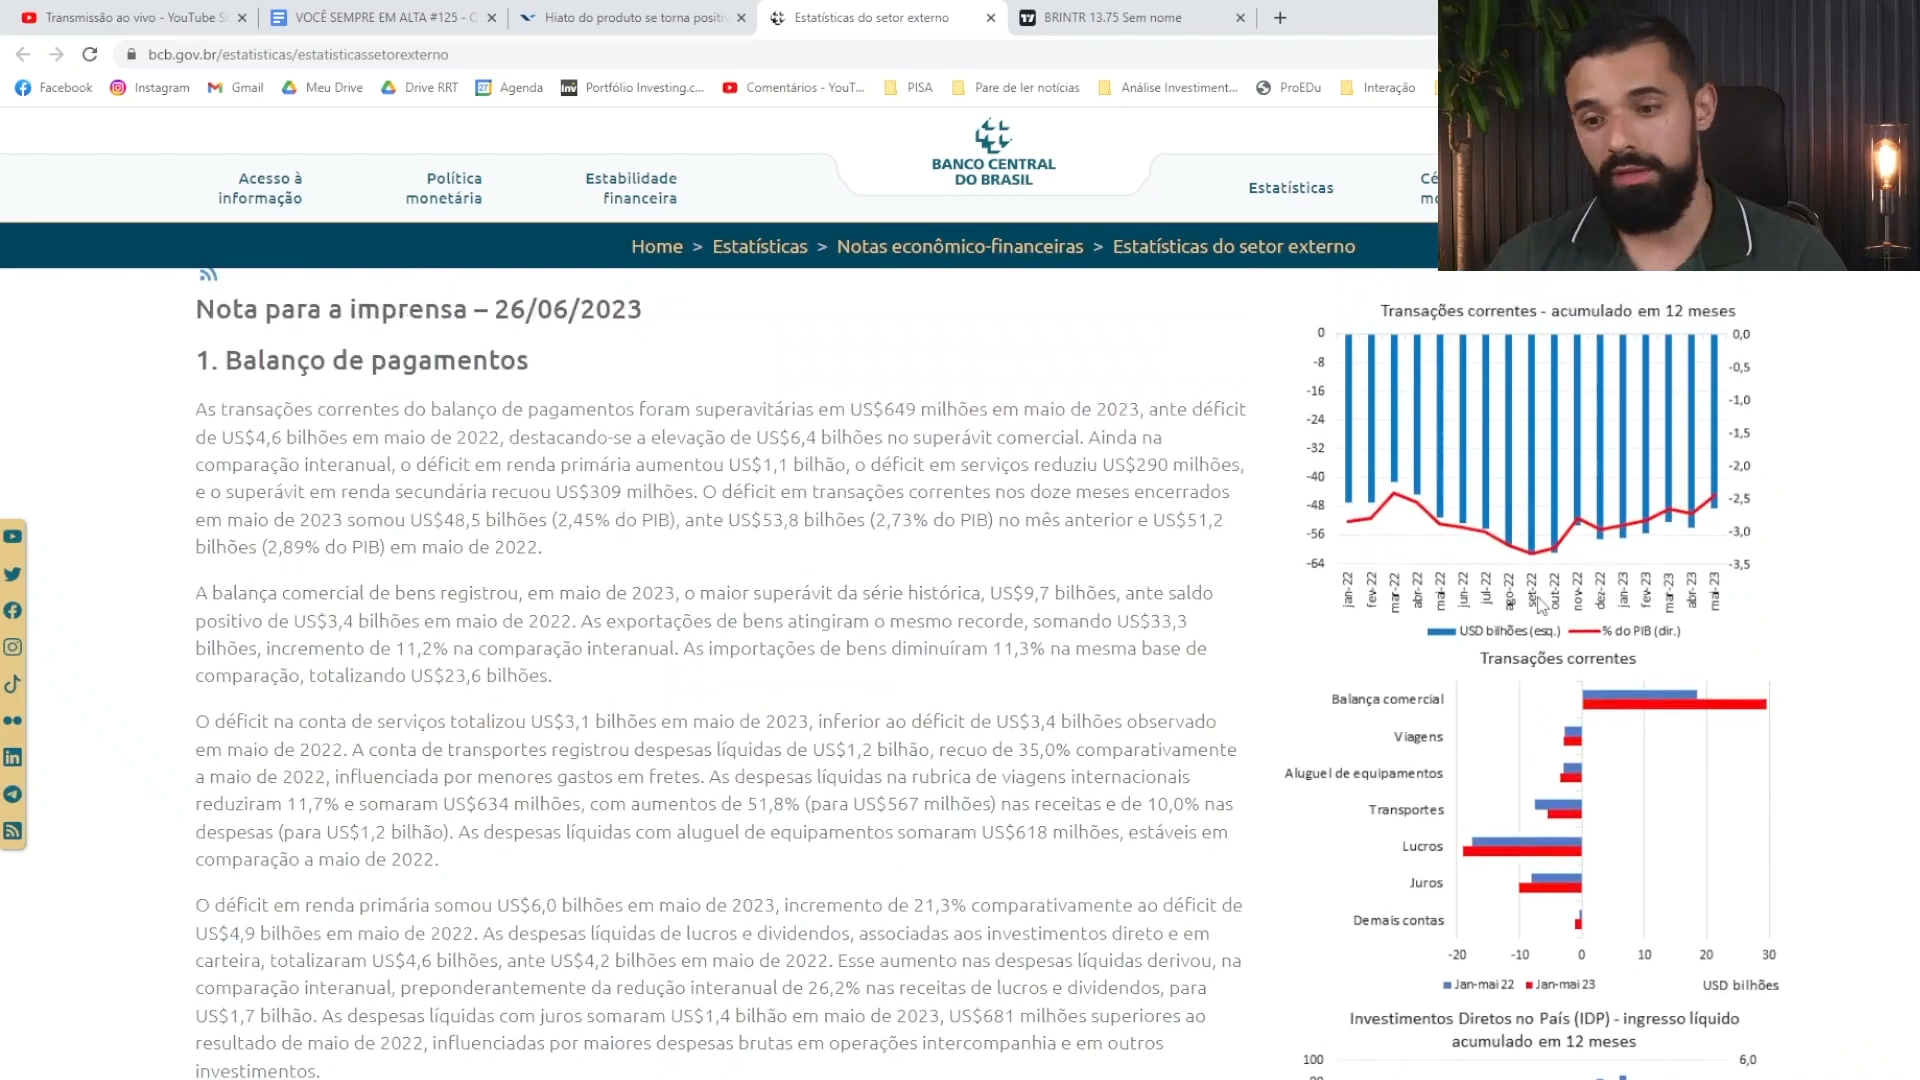 Transmissão ao vivo - YouTube S
VOCÊ SEMPRE EM ALTA #125 - O
Hiato do produto se torna positi
Estatísticas do setor externo
BRINTR 13.75 Sem nome
bcb.gov.br/estatisticas/estatisticassetorexterno
Facebook
Instagram
Gmail
Meu Drive
Drive RRT
Agenda
Portfólio Investing.c...
Comentários - YouT...
PISA
Pare de ler notícias
Análise Investiment...
ProEdu
Interação
Acesso à
informação
Política
monetária
Estabilidade
financeira
BANCO CENTRAL
DO BRASIL
Estatísticas
Home > Estatísticas > Notas econômico-financeiras > Estatísticas do setor externo
Nota para a imprensa – 26/06/2023
1. Balanço de pagamentos
As transações correntes do balanço de pagamentos foram superavitárias em US$649 milhões em maio de 2023, ante déficit
de US$4,6 bilhões em maio de 2022, destacando-se a elevação de US$6,4 bilhões no superávit comercial. Ainda na
comparação interanual, o déficit em renda primária aumentou US$1,1 bilhão, o déficit em serviços reduziu US$290 milhões,
e o superávit em renda secundária recuou US$309 milhões. O déficit em transações correntes nos doze meses encerrados
em maio de 2023 somou US$48,5 bilhões (2,45% do PIB), ante US$53,8 bilhões (2,73% do PIB) no mês anterior e US$51,2
bilhões (2,89% do PIB) em maio de 2022.
A balança comercial de bens registrou, em maio de 2023, o maior superávit da série histórica, US$9,7 bilhões, ante saldo
positivo de US$3,4 bilhões em maio de 2022. As exportações de bens atingiram o mesmo recorde, somando US$33,3
bilhões, incremento de 11,2% na comparação interanual. As importações de bens diminuíram 11,3% na mesma base de
comparação, totalizando US$23,6 bilhões.
O déficit na conta de serviços totalizou US$3,1 bilhões em maio de 2023, inferior ao déficit de US$3,4 bilhões observado
em maio de 2022. A conta de transportes registrou despesas líquidas de US$1,2 bilhão, recuo de 35,0% comparativamente
a maio de 2022, influenciada por menores gastos em fretes. As despesas líquidas na rubrica de viagens internacionais
reduziram 11,7% e somaram US$634 milhões, com aumentos de 51,8% (para US$567 milhões) nas receitas e de 10,0% nas
despesas (para US$1,2 bilhão). As despesas líquidas com aluguel de equipamentos somaram US$618 milhões, estáveis em
comparação a maio de 2022.
O déficit em renda primária somou US$6,0 bilhões em maio de 2023, incremento de 21,3% comparativamente ao déficit de
US$4,9 bilhões em maio de 2022. As despesas líquidas de lucros e dividendos, associadas aos investimentos direto e em
carteira, totalizaram US$4,6 bilhões, ante US$4,2 bilhões em maio de 2022. Esse aumento nas despesas líquidas derivou, na
comparação interanual, preponderantemente da redução interanual de 26,2% nas receitas de lucros e dividendos, para
US$1,7 bilhão. As despesas líquidas com juros somaram US$1,4 bilhão em maio de 2023, US$681 milhões superiores ao
resultado de maio de 2022, influenciadas por maiores despesas brutas em operações intercompanhia e em outros
investimentos.
Transações correntes - acumulado em 12 meses
0 0,0
-8 -0,5
-16 -1,0
-24 -1,5
-32 -2,0
-40 -2,5
-48 -3,0
-56 -3,5
-64
jan-22 fev-22 mar-22 abr-22 mai-22 jun-22 jul-22 ago-22 set-22 out-22 nov-22 dez-22 jan-23 fev-23 mar-23 abr-23 mai-23
USD bilhões (esq.) % do PIB (dir.)
Transações correntes
Balança comercial
Viagens
Aluguel de equipamentos
Transportes
Lucros
Juros
Demais contas
-20 -10 0 10 20 30
Jan-mai 22 Jan-mai 23 USD bilhões
Investimentos Diretos no País (IDP) - ingresso líquido
acumulado em 12 meses
100 6,0